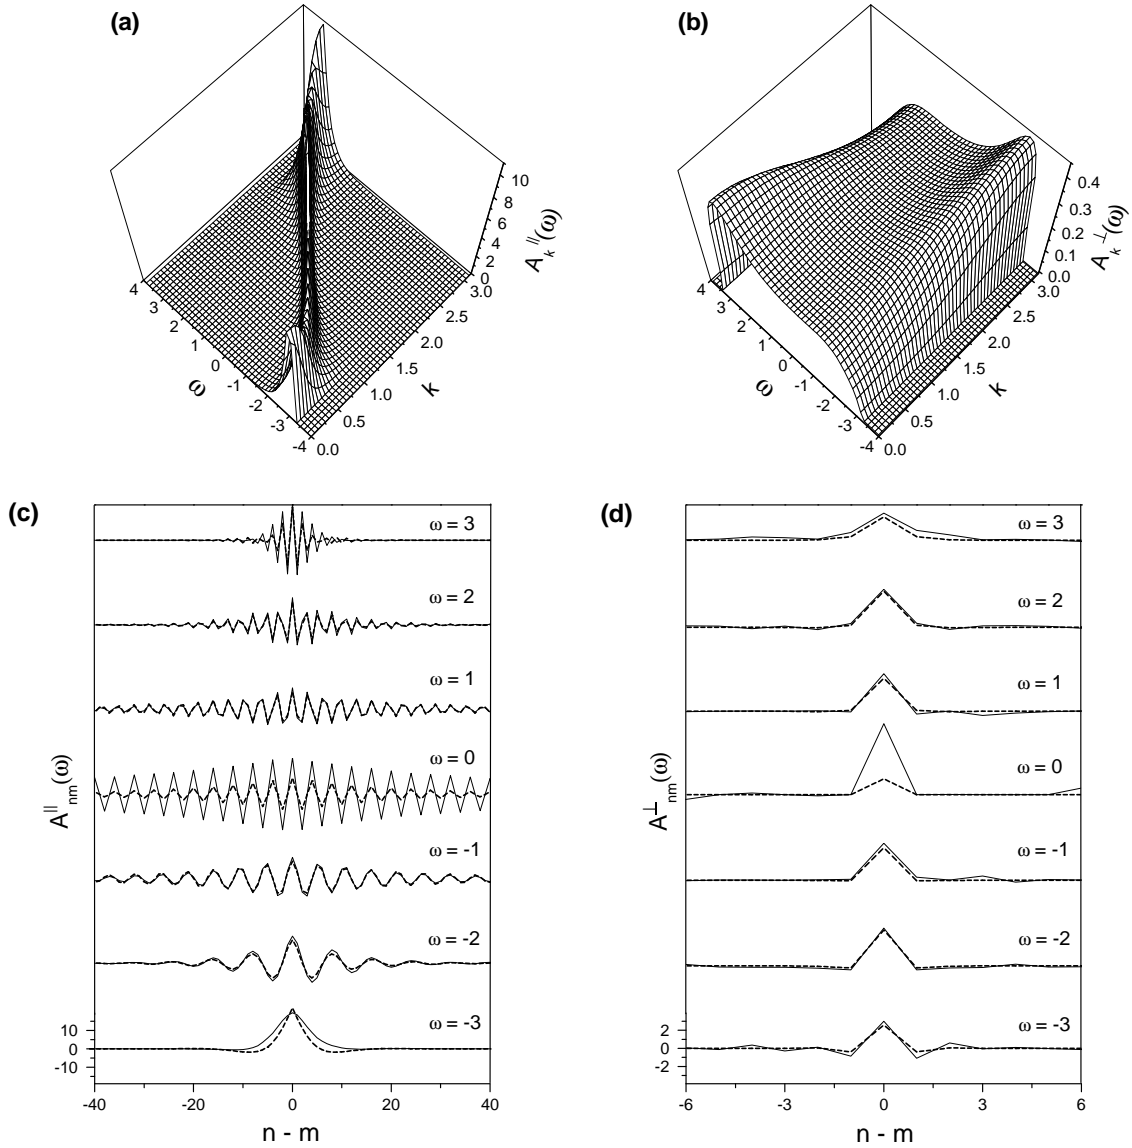 (a)
10
8
6
4
2
0
A_k^||(ω)
4
3
2
1
0
-1
-2
-3
-4
ω
0.0
0.5
1.0
1.5
2.0
2.5
3.0
k
(b)
0.4
0.3
0.2
0.1
0.0
A_k^⊥(ω)
4
3
2
1
0
-1
-2
-3
-4
ω
0.0
0.5
1.0
1.5
2.0
2.5
3.0
k
(c)
ω = 3
ω = 2
ω = 1
ω = 0
ω = -1
ω = -2
ω = -3
A^||_nm(ω)
10
0
-10
-40
-20
0
20
40
n - m
(d)
ω = 3
ω = 2
ω = 1
ω = 0
ω = -1
ω = -2
ω = -3
A^⊥_nm(ω)
2
0
-2
-6
-3
0
3
6
n - m